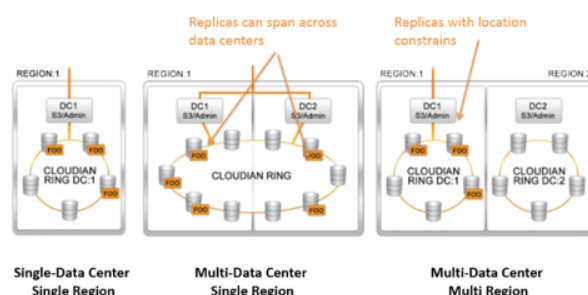 Replicas can span across
data centers
Replicas with location
constrains
REGION:1
DC1
S3/Admin
FOO
FOO
CLOUDIAN
RING DC:1
FOO
REGION 1
DC1
S3/Admin
DC2
S3/Admin
FOO
FOO
CLOUDIAN RING
FOO
FOO
REGION:1
REGION:2
DC1
S3/Admin
DC2
S3/Admin
FOO
FOO
CLOUDIAN
RING DC:1
FOO
CLOUDIAN
RING DC:2
Single-Data Center
Single Region
Multi-Data Center
Single Region
Multi-Data Center
Multi Region